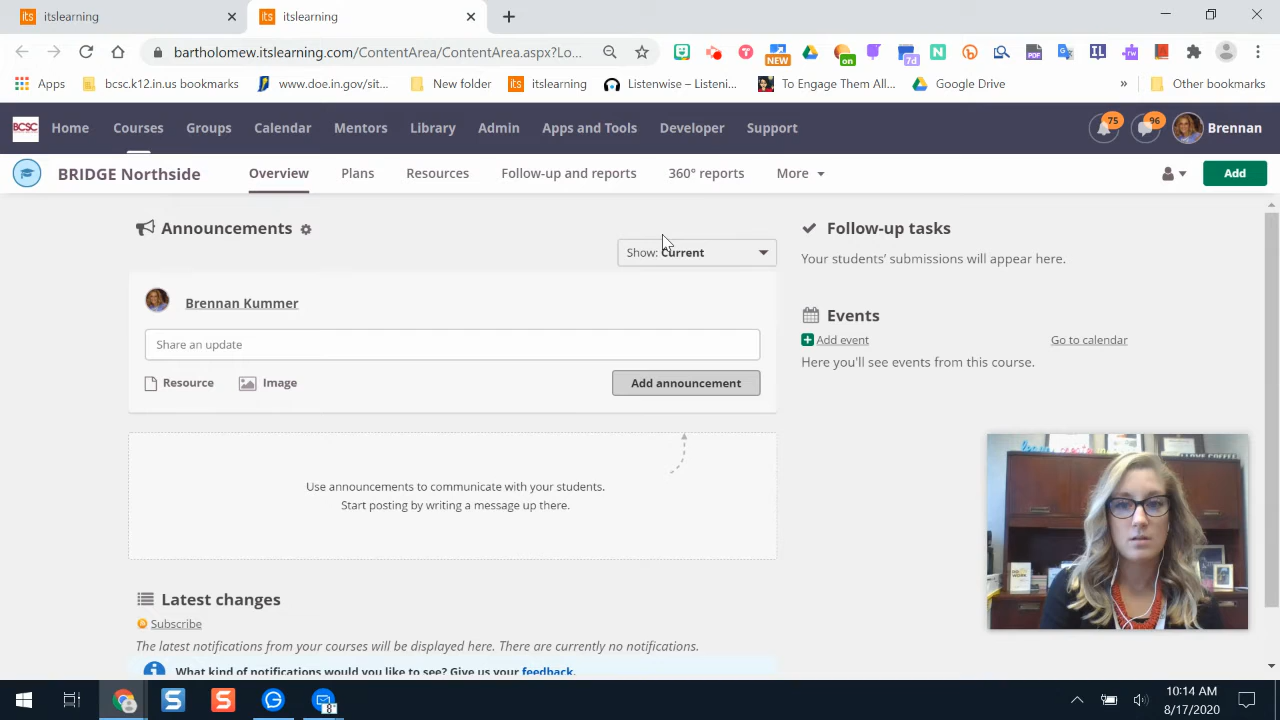 itslearning
itslearning
bartholomew.itslearning.com/ContentArea/ContentArea.aspx?Lo...
NEW
on
7d
N
PDF
IL
rw
bcsc.k12.in.us bookmarks
www.doe.in.gov/sit...
New folder
itslearning
Listenwise – Listeni...
To Engage Them All...
Google Drive
»
Other bookmarks
BCSC
Home
Courses
Groups
Calendar
Mentors
Library
Admin
Apps and Tools
Developer
Support
75
96
Brennan
BRIDGE Northside
Overview
Plans
Resources
Follow-up and reports
360° reports
More
Add
Announcements
Show: Current
Brennan Kummer
Share an update
Resource
Image
Add announcement
Use announcements to communicate with your students.
Start posting by writing a message up there.
Latest changes
Subscribe
The latest notifications from your courses will be displayed here. There are currently no notifications.
What kind of notifications would you like to see? Give us your feedback.
Follow-up tasks
Your students' submissions will appear here.
Events
Add event
Go to calendar
Here you'll see events from this course.
10:14 AM
8/17/2020